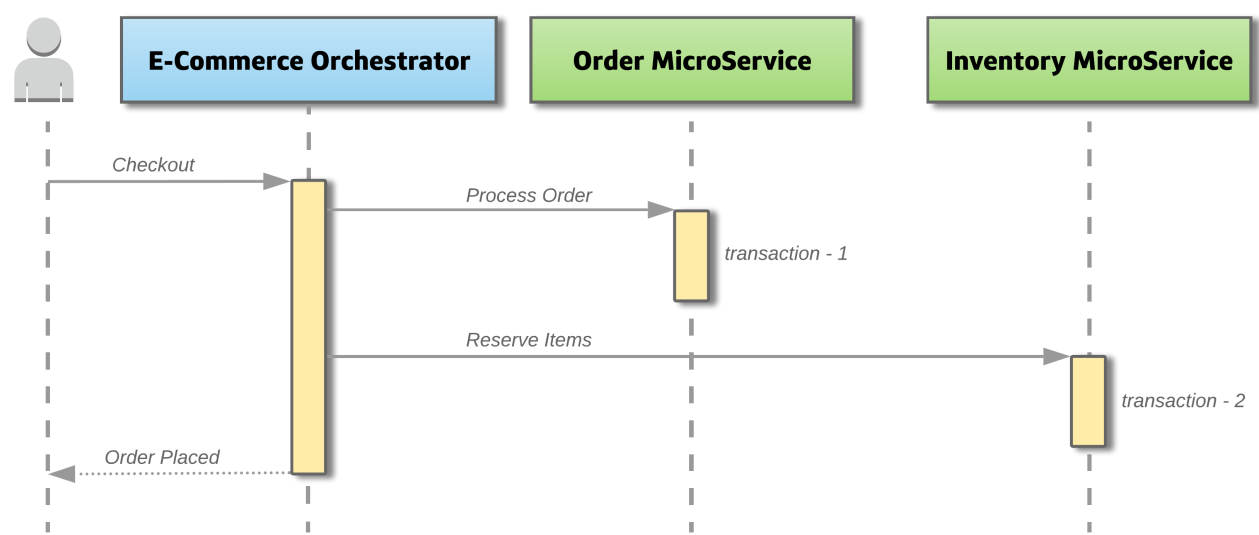 E-Commerce Orchestrator
Order MicroService
Inventory MicroService
Checkout
Process Order
transaction - 1
Reserve Items
transaction - 2
Order Placed